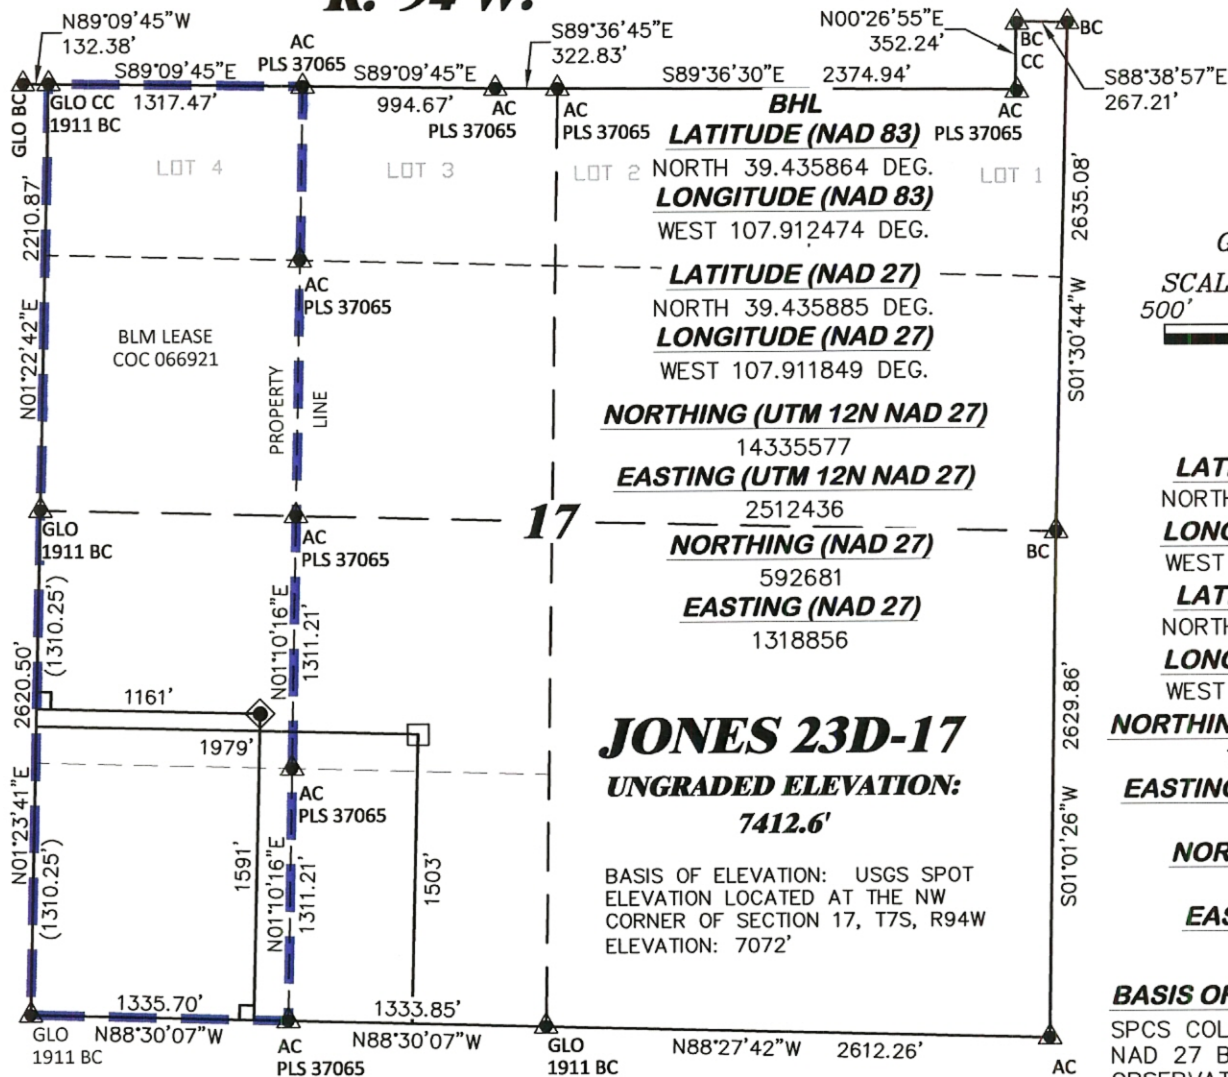 R. 94 W.
N89°09'45"W
132.38'
AC
PLS 37065
S89°36'45"E
322.83'
N00°26'55"E
352.24'
BC
CC
BC
S88°38'57"E
267.21'
GLO BC
GLO CC
1911 BC
S89°09'45"E
1317.47'
S89°09'45"E
994.67'
AC
PLS 37065
AC
PLS 37065
S89°36'30"E 2374.94'
AC
PLS 37065
LOT 4
LOT 3
LOT 2
LOT 1
BHL
LATITUDE (NAD 83)
NORTH 39.435864 DEG.
LONGITUDE (NAD 83)
WEST 107.912474 DEG.
LATITUDE (NAD 27)
NORTH 39.435885 DEG.
LONGITUDE (NAD 27)
WEST 107.911849 DEG.
NORTHING (UTM 12N NAD 27)
14335577
EASTING (UTM 12N NAD 27)
2512436
NORTHING (NAD 27)
592681
EASTING (NAD 27)
1318856
2210.87'
N01°22'42"E
AC
PLS 37065
BLM LEASE
COC 066921
PROPERTY
LINE
2635.08'
S01°30'44"W
G
SCAL
500'
GLO
1911 BC
AC
PLS 37065
17
BC
2620.50'
(1310.25')
N01°10'16"E
1311.21'
1161'
1979'
AC
PLS 37065
N01°23'41"E
(1310.25')
1591'
N01°10'16"E
1311.21'
1503'
JONES 23D-17
UNGRADED ELEVATION:
7412.6'
BASIS OF ELEVATION: USGS SPOT
ELEVATION LOCATED AT THE NW
CORNER OF SECTION 17, T7S, R94W
ELEVATION: 7072'
2629.86'
S01°01'26"W
GLO
1911 BC
1335.70'
N88°30'07"W
AC
PLS 37065
1333.85'
N88°30'07"W
GLO
1911 BC
N88°27'42"W 2612.26'
AC
LATI
NORTH
LONG
WEST
LATI
NORTH
LONG
WEST
NORTHIN
EASTING
NOR
EAS
BASIS OF
SPCS COL
NAD 27 B